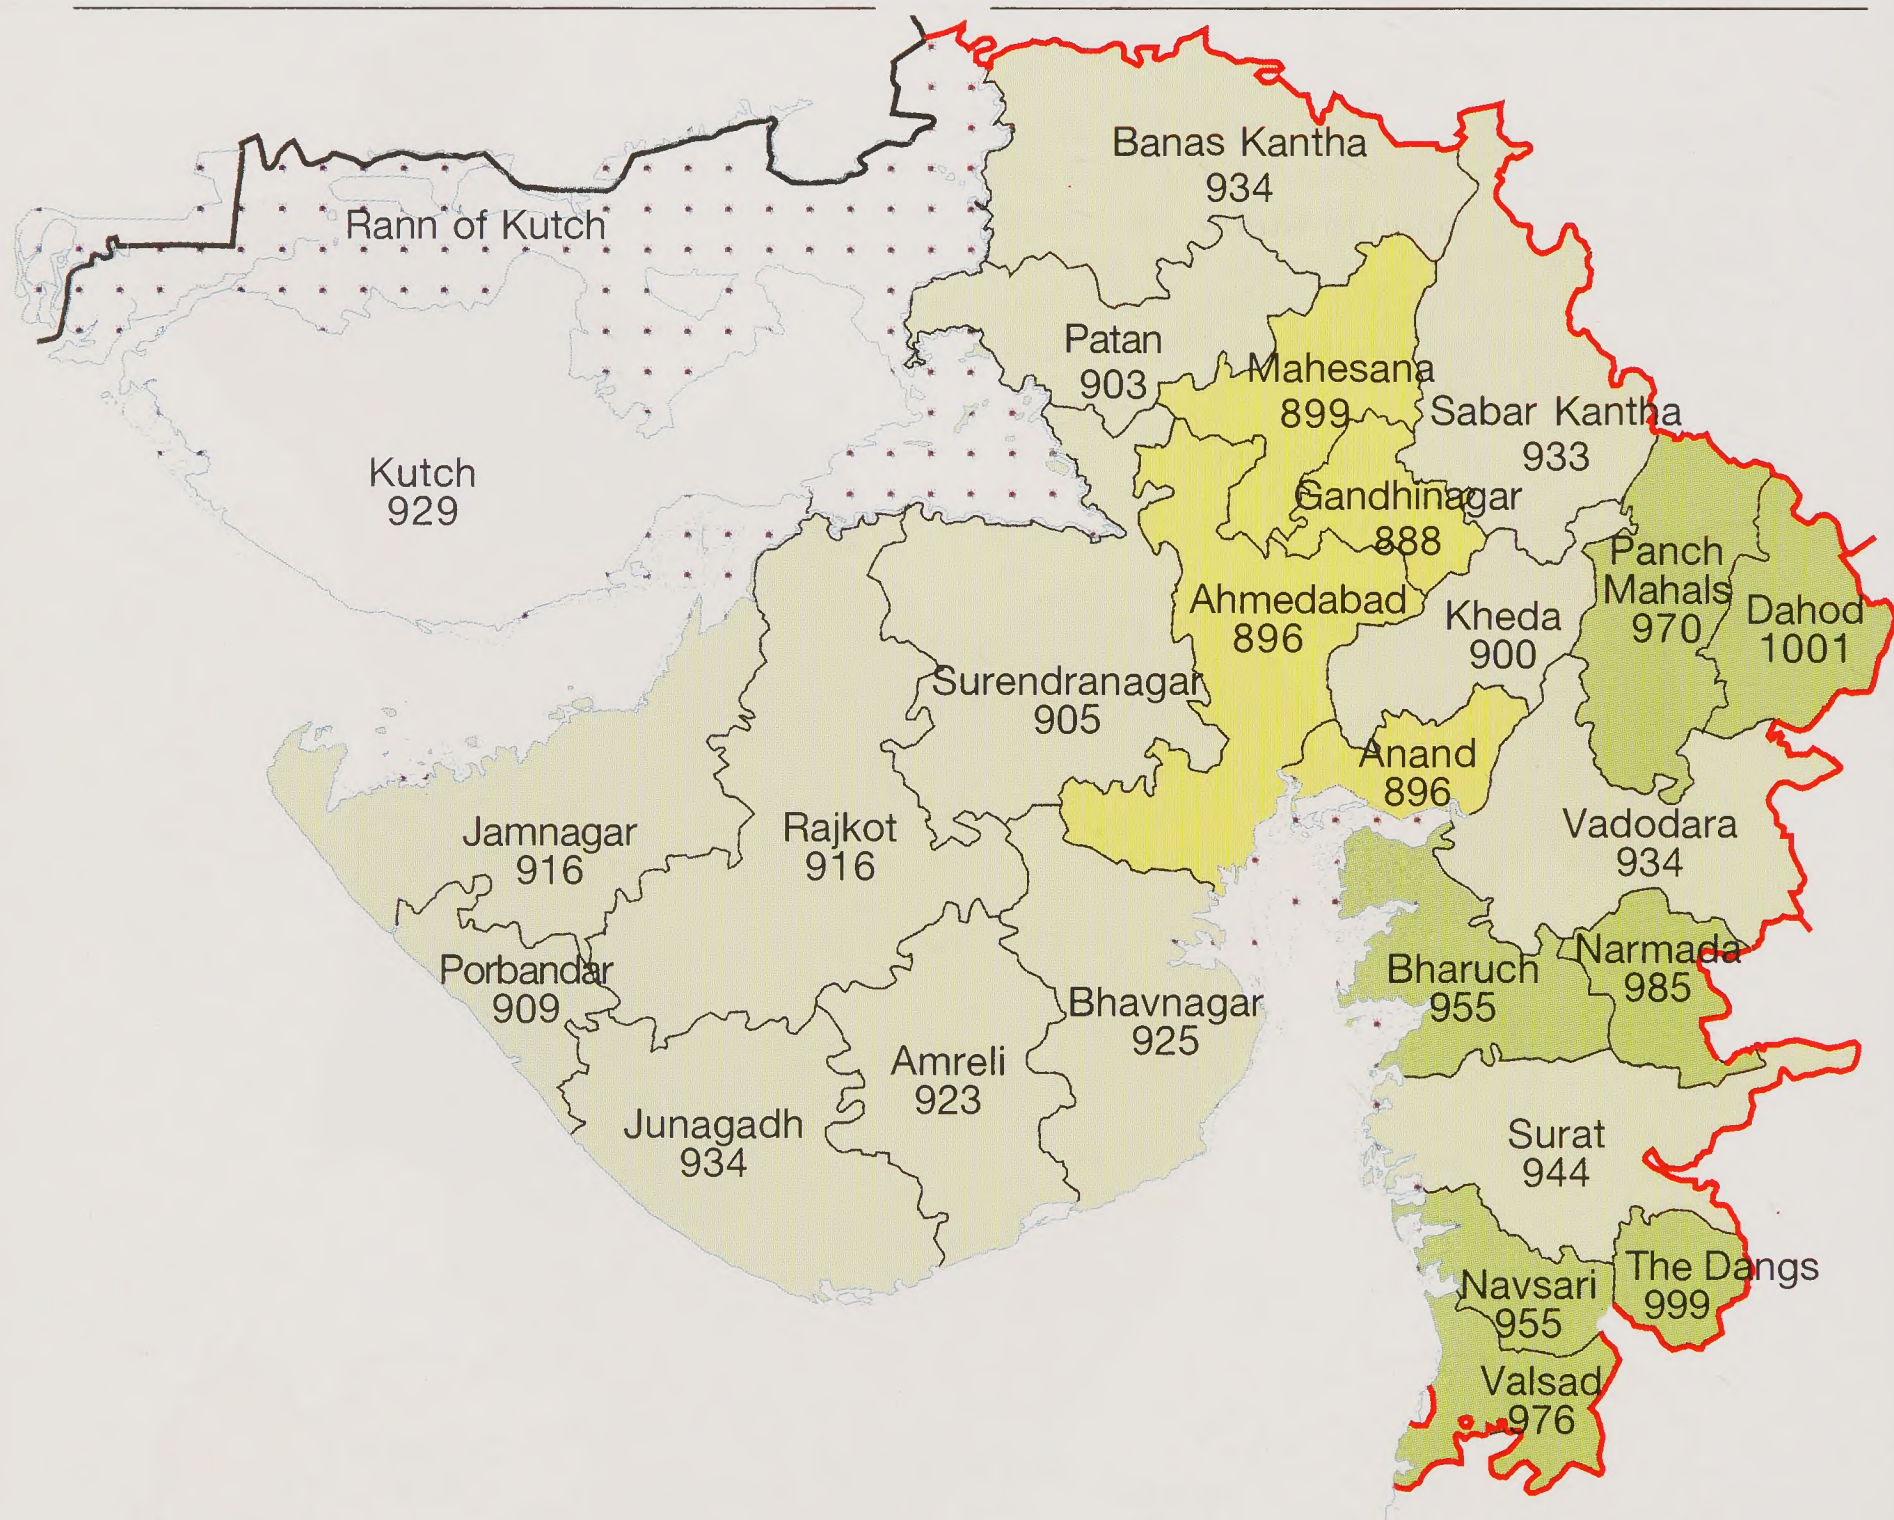 Banas Kantha
934
Rann of Kutch
Patan
903
Mahesana
899
Sabar Kantha
933
Kutch
929
Gandhinagar
888
Panch
Mahals
970
Dahod
1001
Ahmedabad
896
Kheda
900
Surendranagar
905
Anand
896
Jamnagar
916
Rajkot
916
Vadodara
934
Porbandar
909
Bharuch
955
Narmada
985
Bhavnagar
925
Amreli
923
Junagadh
934
Surat
944
Navsari
955
The Dangs
999
Valsad
976